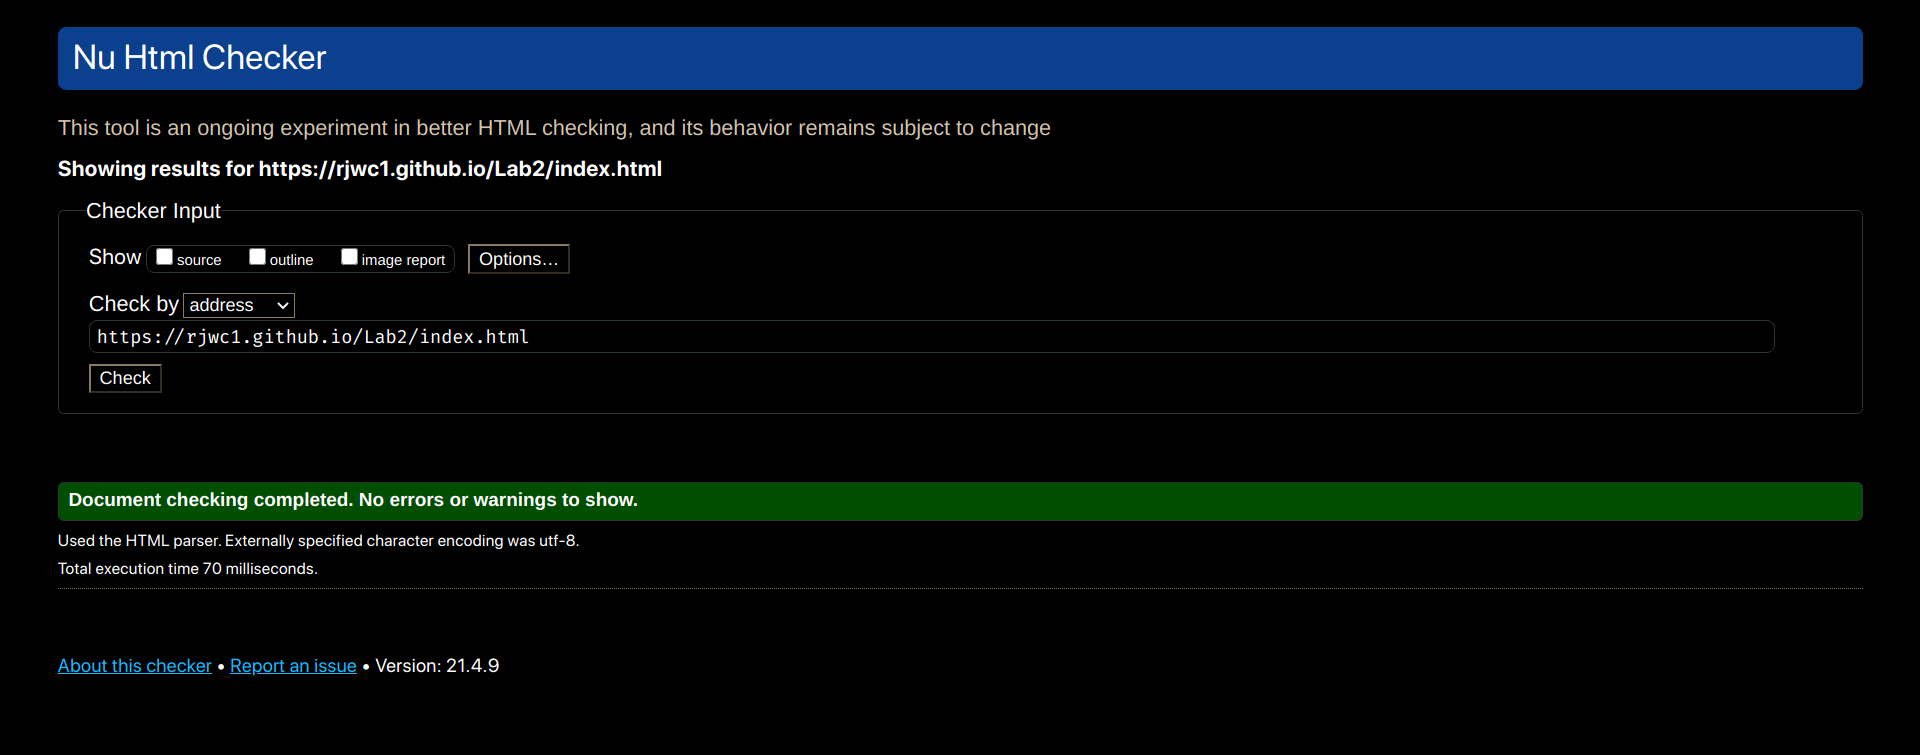 Nu Html Checker
This tool is an ongoing experiment in better HTML checking, and its behavior remains subject to change
Showing results for https://rjwc1.github.io/Lab2/index.html
Checker Input
Show source outline image report Options...
Check by address
https://rjwc1.github.io/Lab2/index.html
Check
Document checking completed. No errors or warnings to show.
Used the HTML parser. Externally specified character encoding was utf-8.
Total execution time 70 milliseconds.
About this checker • Report an issue • Version: 21.4.9